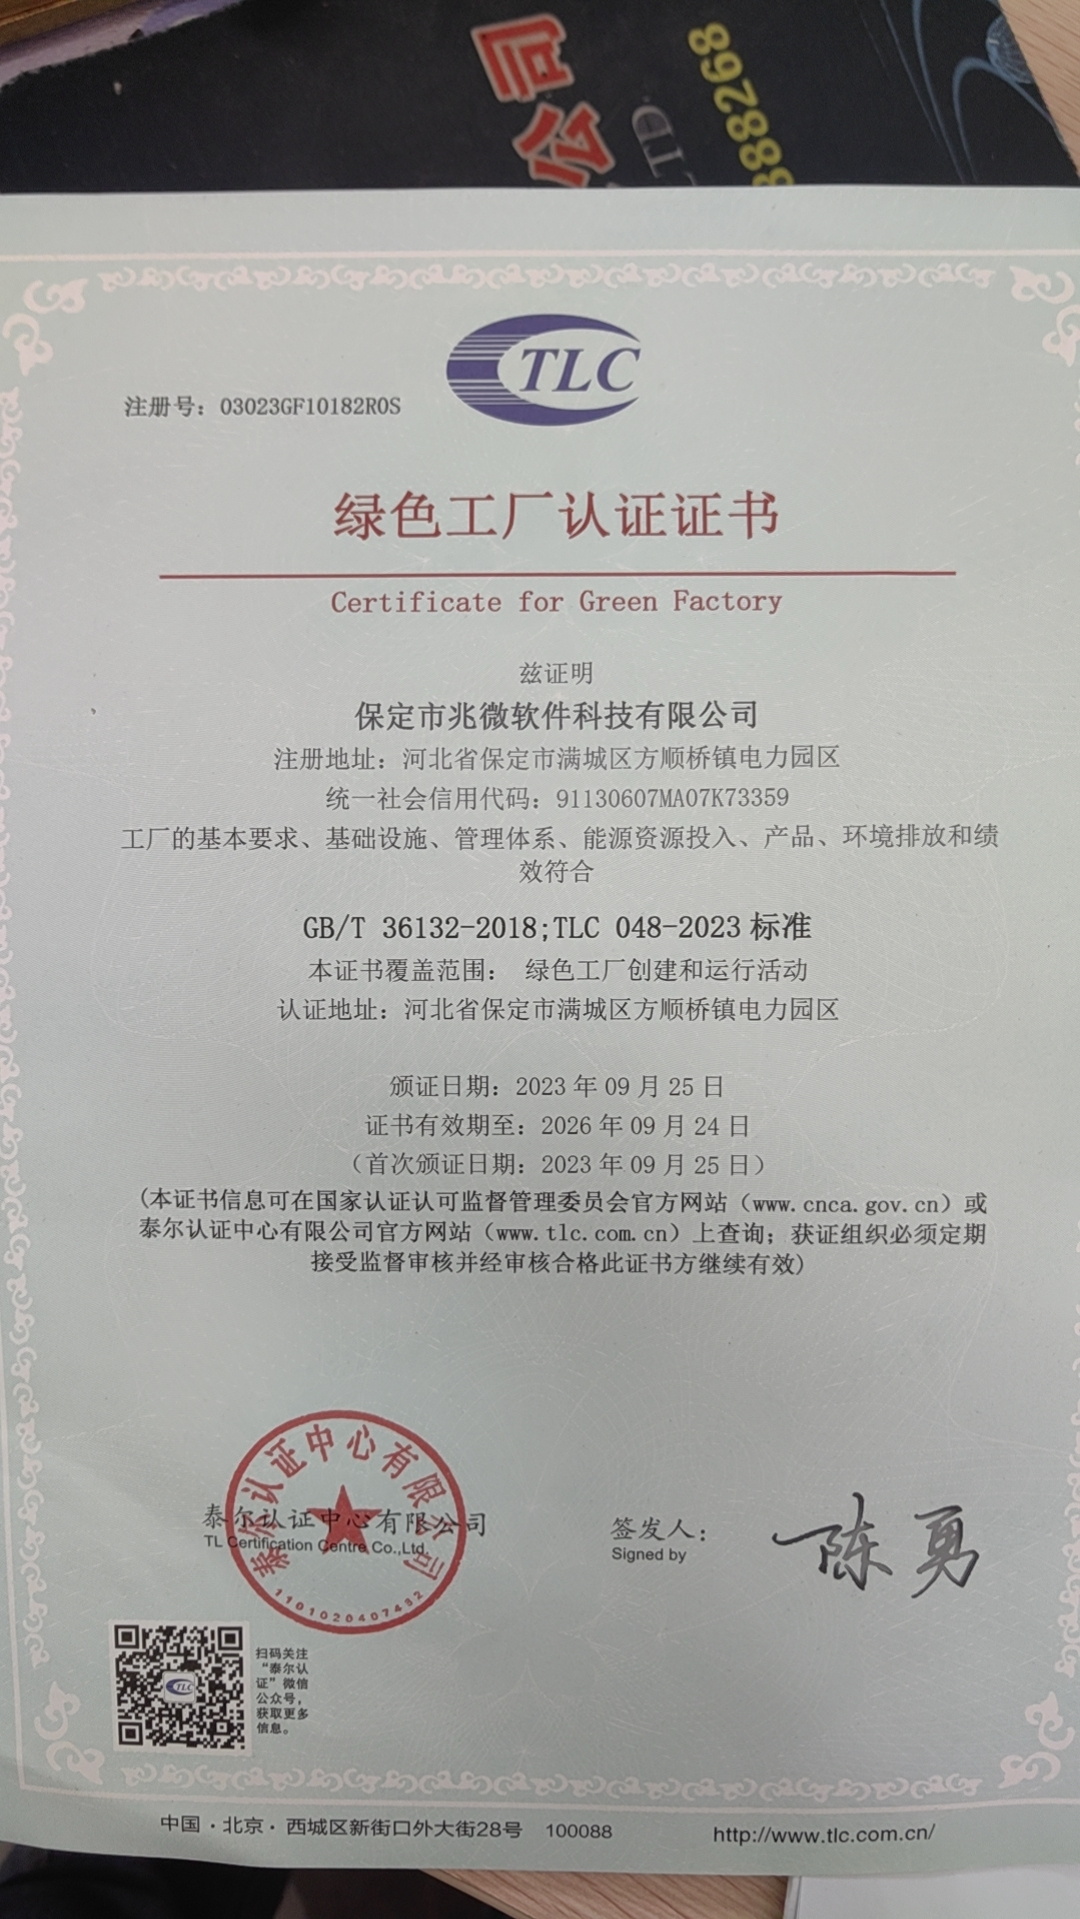 公司
LTD.
88268
TLC
注册号：03023GF10182R0S
绿色工厂认证证书
Certificate for Green Factory
兹证明
保定市兆微软件科技有限公司
注册地址：河北省保定市满城区方顺桥镇电力园区
统一社会信用代码：91130607MA07K73359
工厂的基本要求、基础设施、管理体系、能源资源投入、产品、环境排放和绩
效符合
GB/T 36132-2018;TLC 048-2023 标准
本证书覆盖范围： 绿色工厂创建和运行活动
认证地址：河北省保定市满城区方顺桥镇电力园区
颁证日期：2023 年 09 月 25 日
证书有效期至：2026 年 09 月 24 日
（首次颁证日期：2023 年 09 月 25 日）
(本证书信息可在国家认证认可监督管理委员会官方网站（www.cnca.gov.cn）或
泰尔认证中心有限公司官方网站（www.tlc.com.cn）上查询；获证组织必须定期
接受监督审核并经审核合格此证书方继续有效)
泰尔认证中心有限公司
泰尔认证中心有限公司
TL Certification Centre Co.,Ltd.
1101020407432
签发人：
Signed by
陈勇
TLC
扫码关注
“泰尔认
证”微信
公众号，
获取更多
信息。
中国·北京·西城区新街口外大街28号 100088
http://www.tlc.com.cn/